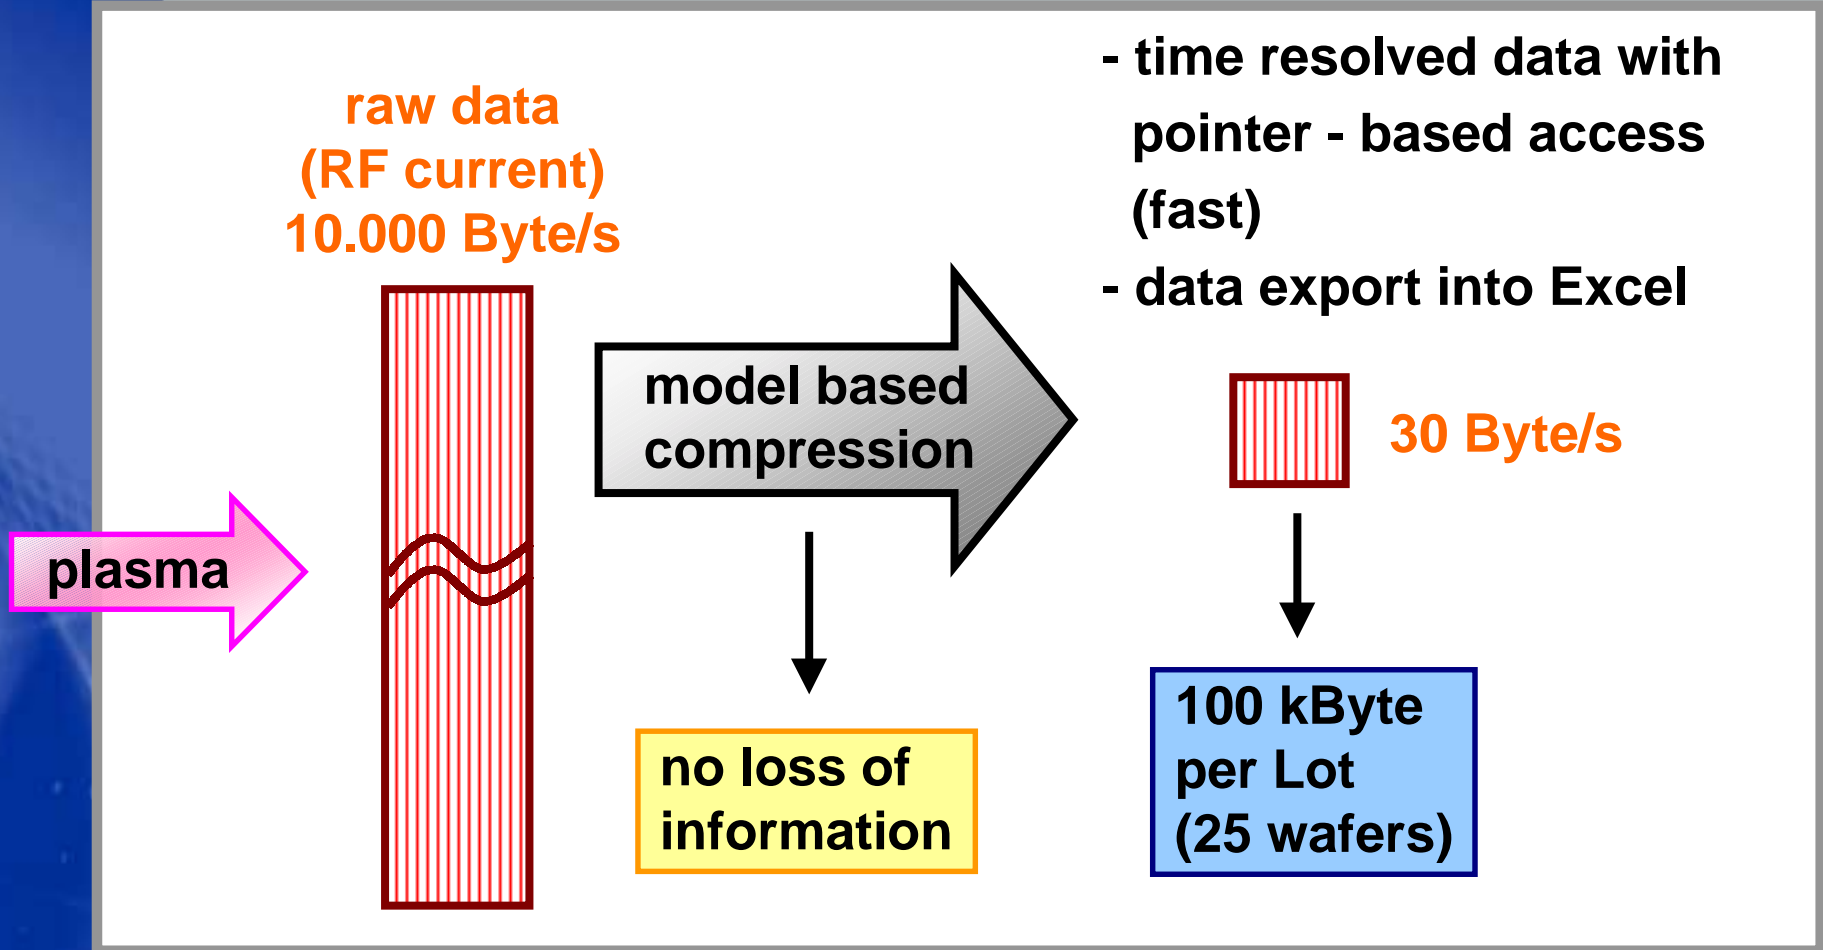 raw data
(RF current)
10.000 Byte/s
- time resolved data with
pointer - based access
(fast)
- data export into Excel
plasma
model based
compression
30 Byte/s
no loss of
information
100 kByte
per Lot
(25 wafers)